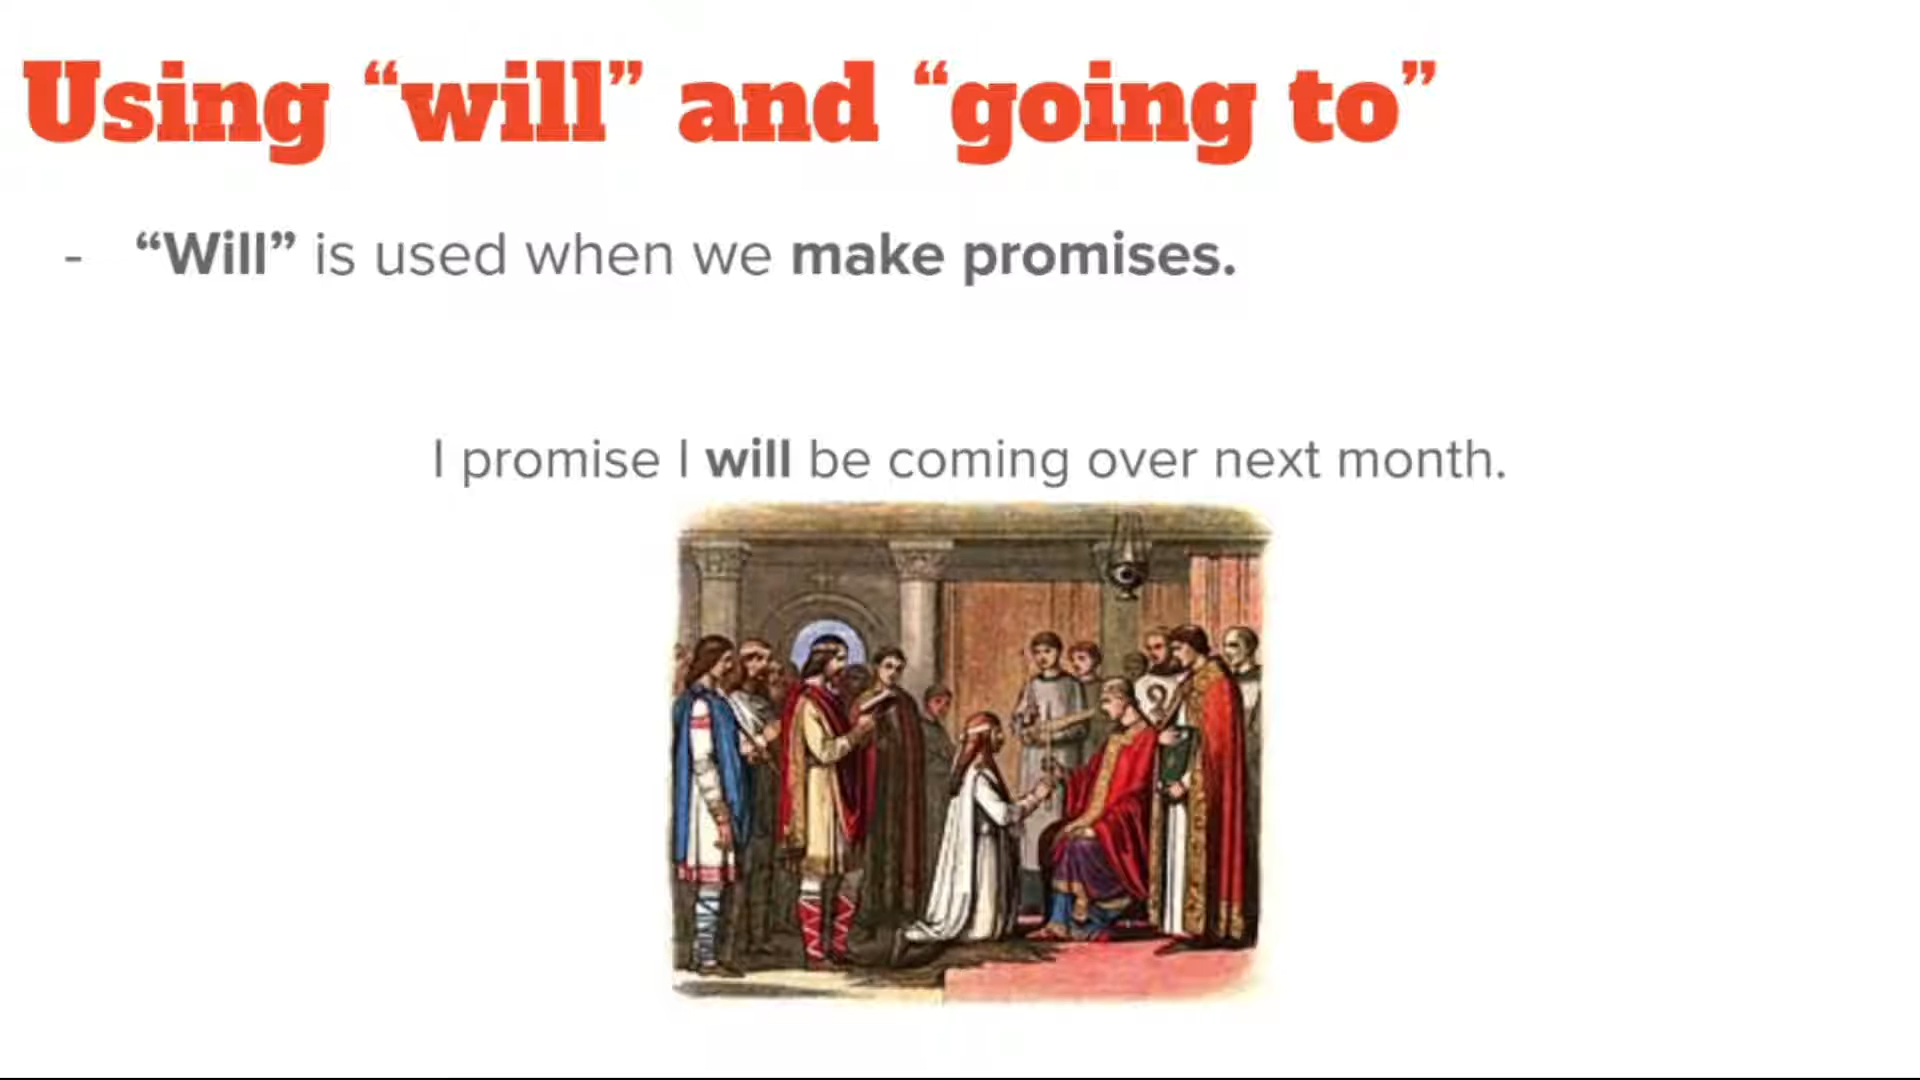 Using “will” and “going to”
- “Will” is used when we make promises.
I promise I will be coming over next month.